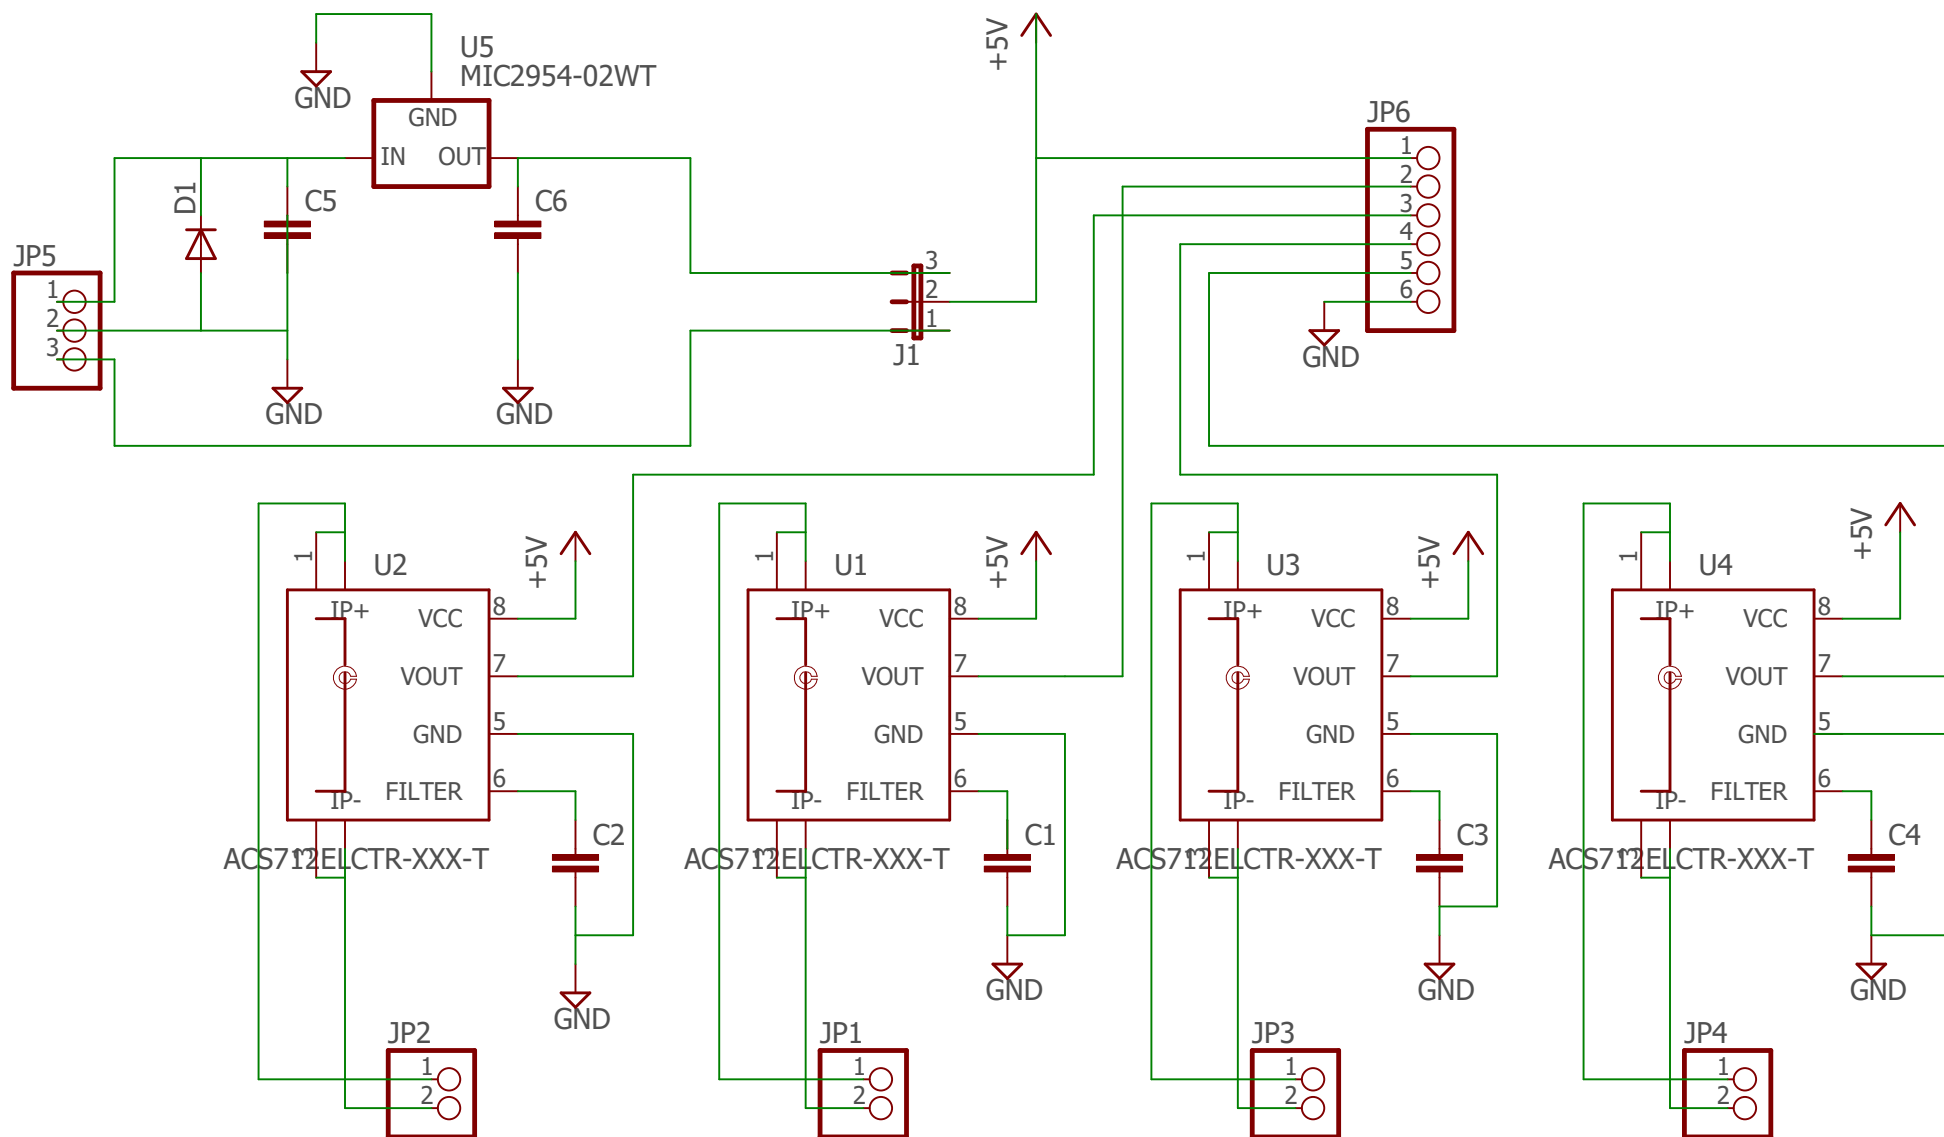 U5
MIC2954-02WT
GND
GND
IN
OUT
+5V
JP6
1
2
3
4
5
6
GND
D1
C5
C6
JP5
1
2
3
GND
GND
3
2
1
J1
1
U2
+5V
IP+
VCC
8
VOUT
7
GND
5
IP-
FILTER
6
ACS712ELCTR-XXX-T
C2
GND
JP2
1
2
1
U1
+5V
IP+
VCC
8
VOUT
7
GND
5
IP-
FILTER
6
ACS712ELCTR-XXX-T
C1
GND
JP1
1
2
1
U3
+5V
IP+
VCC
8
VOUT
7
GND
5
IP-
FILTER
6
ACS712ELCTR-XXX-T
C3
GND
JP3
1
2
1
U4
+5V
IP+
VCC
8
VOUT
7
GND
5
IP-
FILTER
6
ACS712ELCTR-XXX-T
C4
GND
JP4
1
2